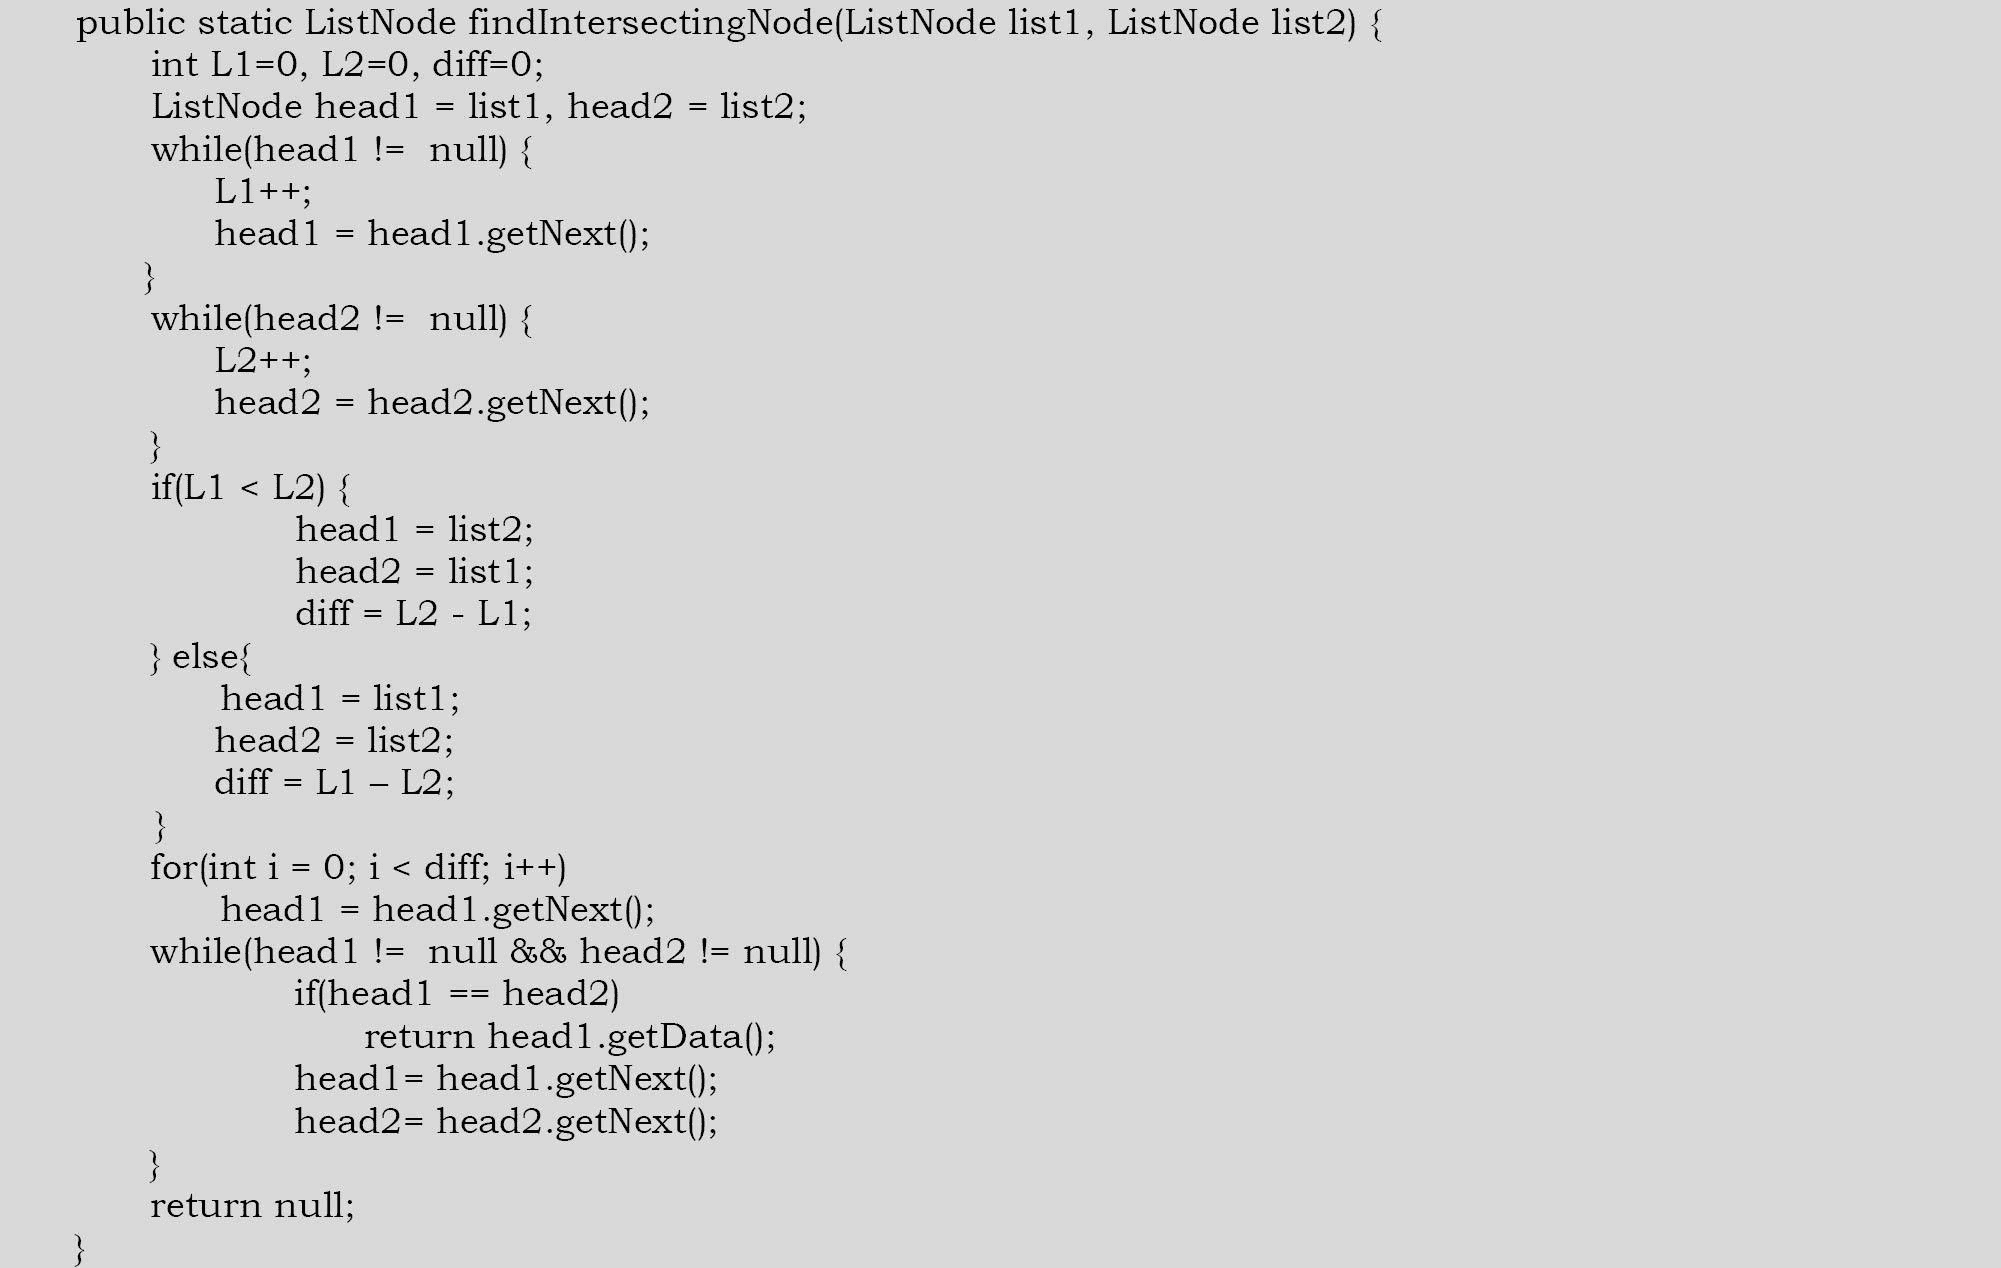 public static ListNode findIntersectingNode(ListNode list1, ListNode list2) {
int L1=0, L2=0, diff=0;
ListNode head1 = list1, head2 = list2;
while(head1 !=  null) {
L1++;
head1 = head1.getNext();
}
while(head2 !=  null) {
L2++;
head2 = head2.getNext();
}
if(L1 < L2) {
head1 = list2;
head2 = list1;
diff = L2 - L1;
} else{
head1 = list1;
head2 = list2;
diff = L1 – L2;
}
for(int i = 0; i < diff; i++)
head1 = head1.getNext();
while(head1 !=  null && head2 != null) {
if(head1 == head2)
return head1.getData();
head1= head1.getNext();
head2= head2.getNext();
}
return null;
}